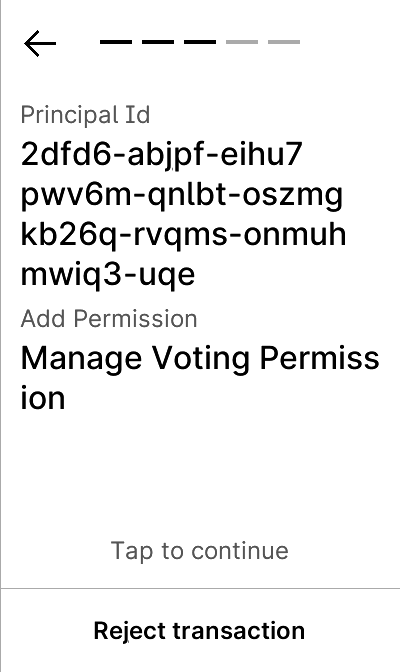 Principal Id
2dfd6-abjpf-eihu7
pwv6m-qnlbt-oszmg
kb26q-rvqms-onmuh
mwiq3-uqe
Add Permission
Manage Voting Permiss
ion
Tap to continue
Reject transaction